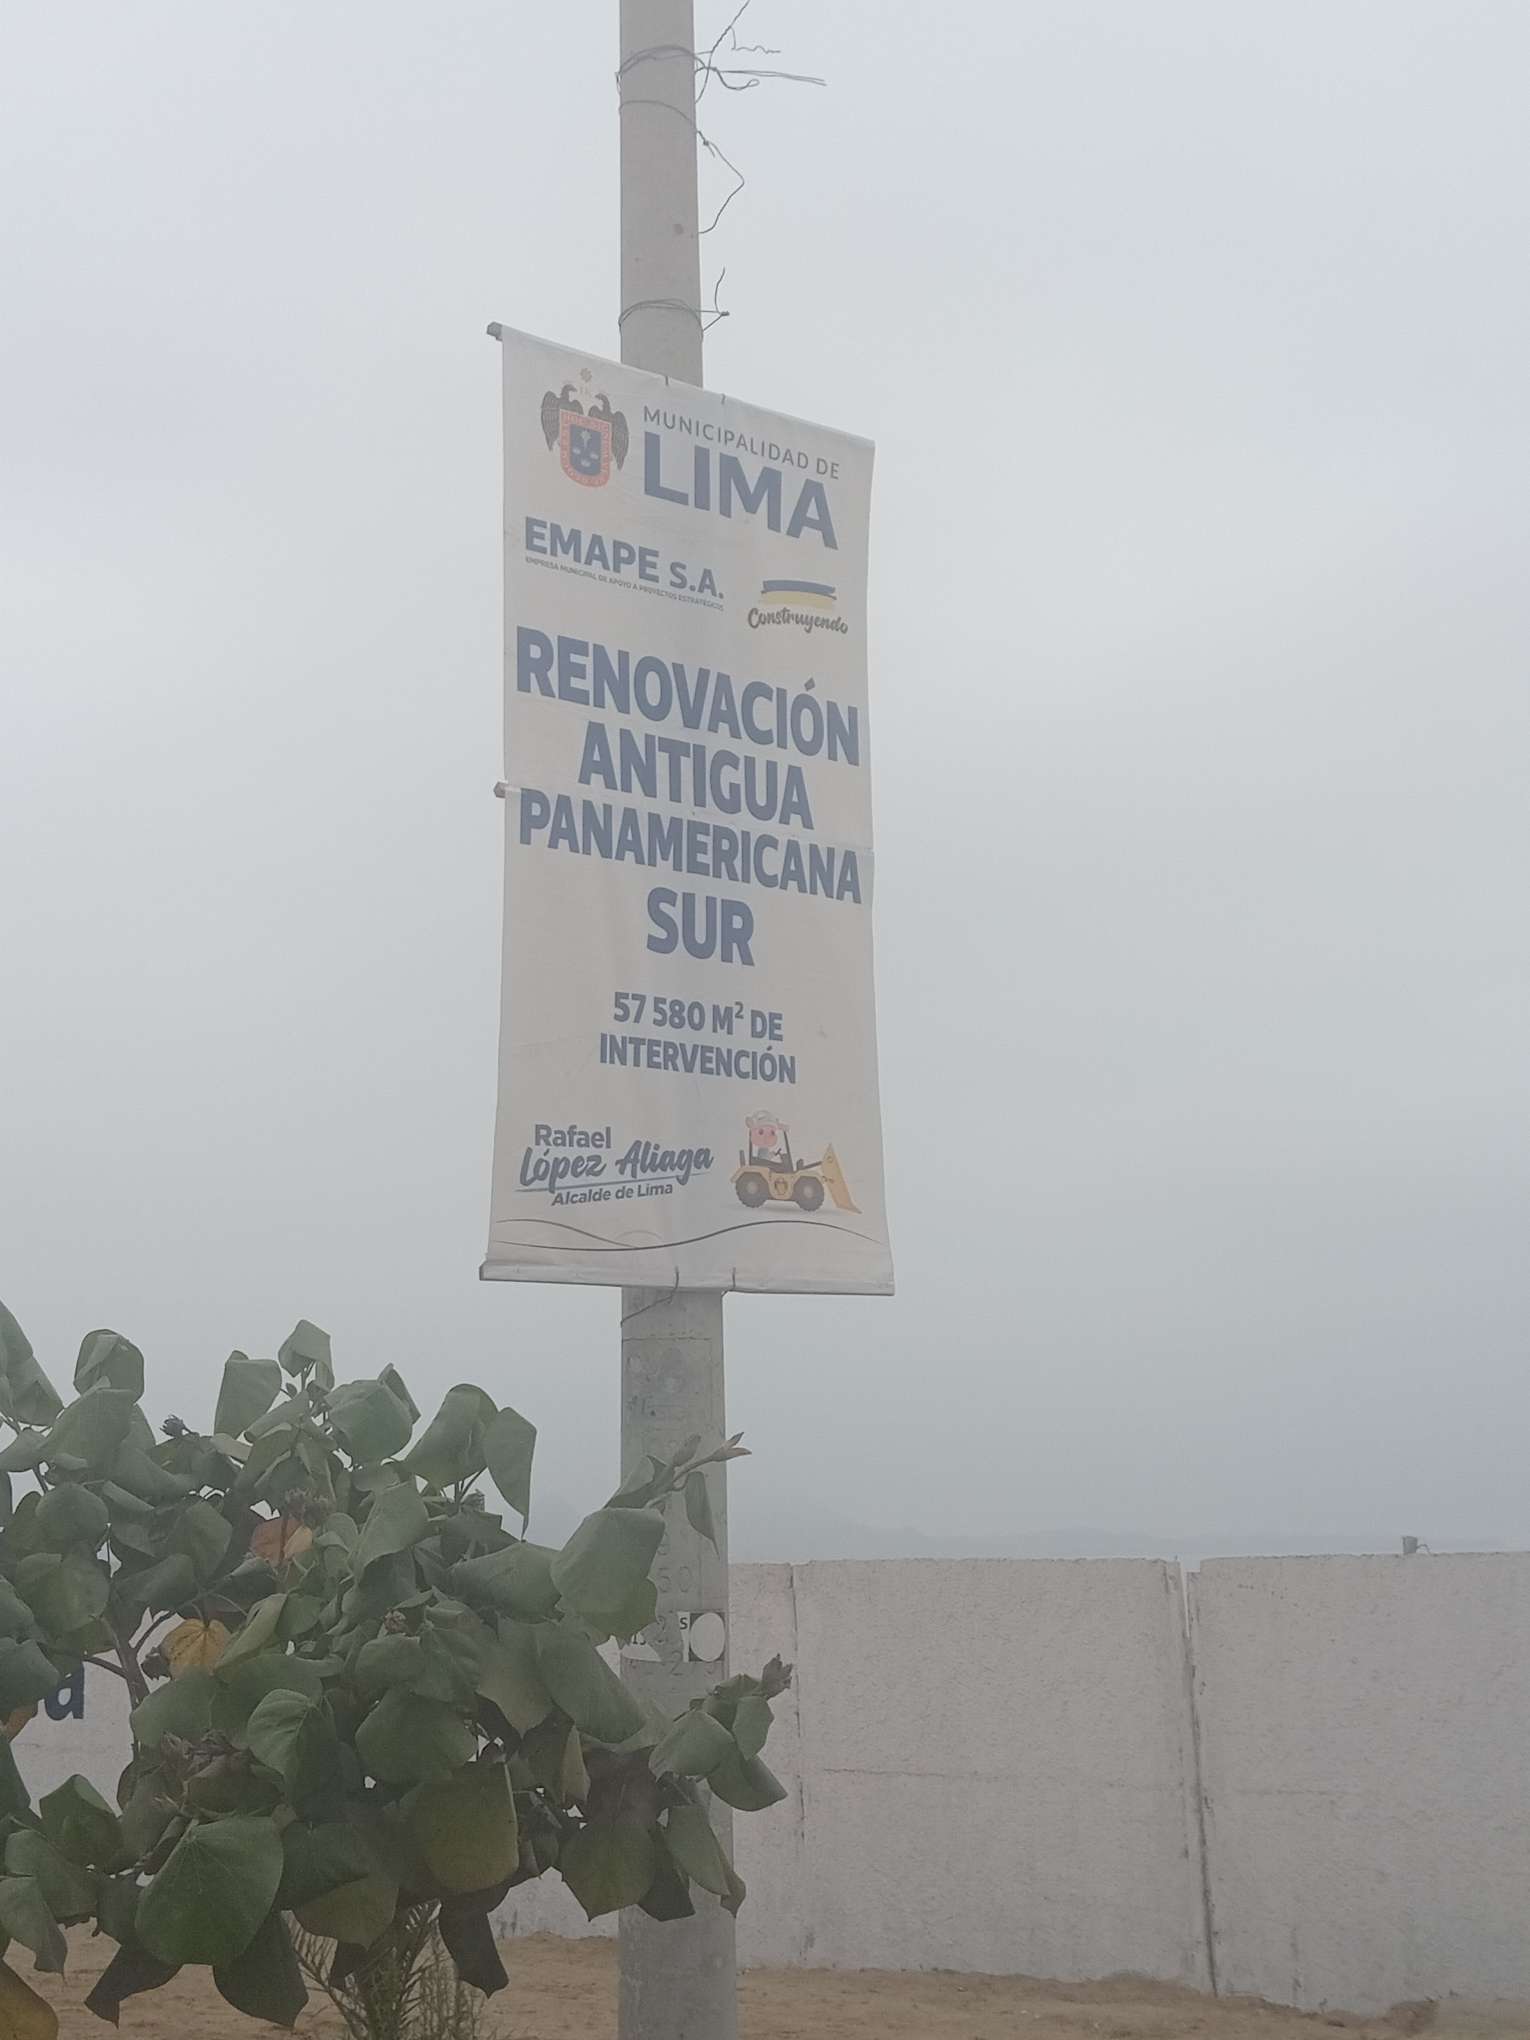 MUNICIPALIDAD DE
LIMA
EMAPE S.A.
EMPRESA MUNICIPAL DE APOYO A PROYECTOS ESTRATÉGICOS
Construyendo
RENOVACIÓN
ANTIGUA
PANAMERICANA
SUR
57 580 M² DE
INTERVENCIÓN
Rafael
López Aliaga
Alcalde de Lima